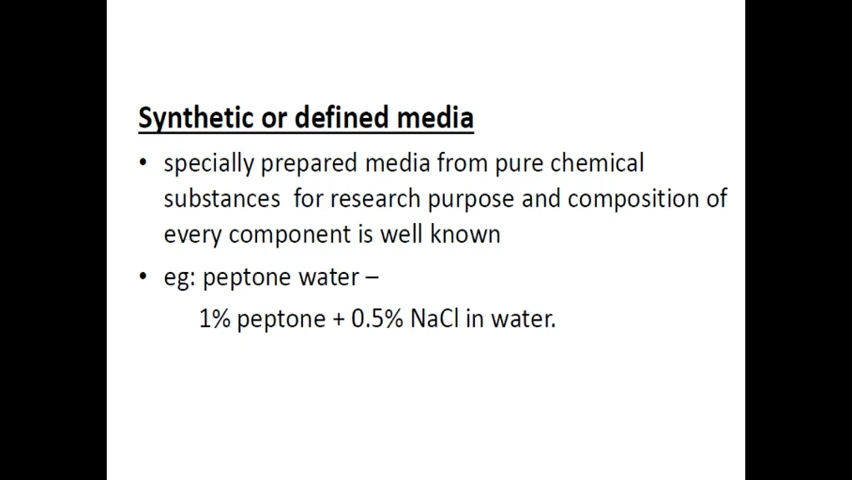 Synthetic or defined media
• specially prepared media from pure chemical
substances for research purpose and composition of
every component is well known
• eg: peptone water –
1% peptone + 0.5% NaCl in water.